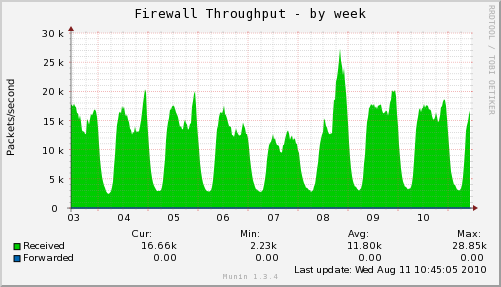 Firewall Throughput - by week
RRDTOOL / TOBI OETIKER
Packets/second
30 k
25 k
20 k
15 k
10 k
5 k
0
03 04 05 06 07 08 09 10
Cur: Min: Avg: Max:
Received 16.66k 2.23k 11.80k 28.85k
Forwarded 0.00 0.00 0.00 0.00
Last update: Wed Aug 11 10:45:05 2010
Munin 1.3.4